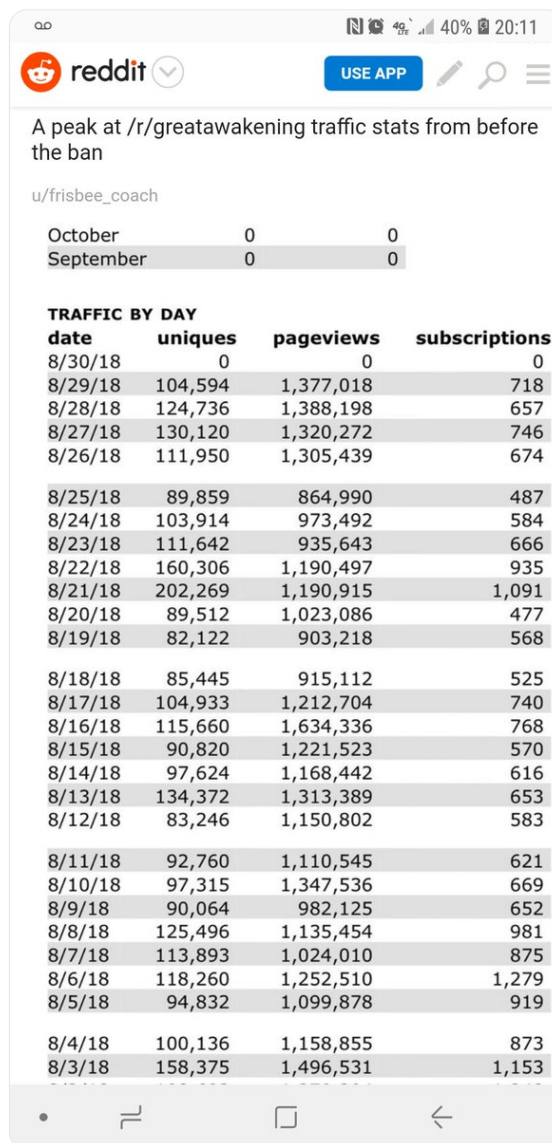 40% 20:11
reddit USE APP
A peak at /r/greatawakening traffic stats from before
the ban
u/frisbee_coach
October 0 0
September 0 0
TRAFFIC BY DAY
date uniques pageviews subscriptions
8/30/18 0 0 0
8/29/18 104,594 1,377,018 718
8/28/18 124,736 1,388,198 657
8/27/18 130,120 1,320,272 746
8/26/18 111,950 1,305,439 674
8/25/18 89,859 864,990 487
8/24/18 103,914 973,492 584
8/23/18 111,642 935,643 666
8/22/18 160,306 1,190,497 935
8/21/18 202,269 1,190,915 1,091
8/20/18 89,512 1,023,086 477
8/19/18 82,122 903,218 568
8/18/18 85,445 915,112 525
8/17/18 104,933 1,212,704 740
8/16/18 115,660 1,634,336 768
8/15/18 90,820 1,221,523 570
8/14/18 97,624 1,168,442 616
8/13/18 134,372 1,313,389 653
8/12/18 83,246 1,150,802 583
8/11/18 92,760 1,110,545 621
8/10/18 97,315 1,347,536 669
8/9/18 90,064 982,125 652
8/8/18 125,496 1,135,454 981
8/7/18 113,893 1,024,010 875
8/6/18 118,260 1,252,510 1,279
8/5/18 94,832 1,099,878 919
8/4/18 100,136 1,158,855 873
8/3/18 158,375 1,496,531 1,153